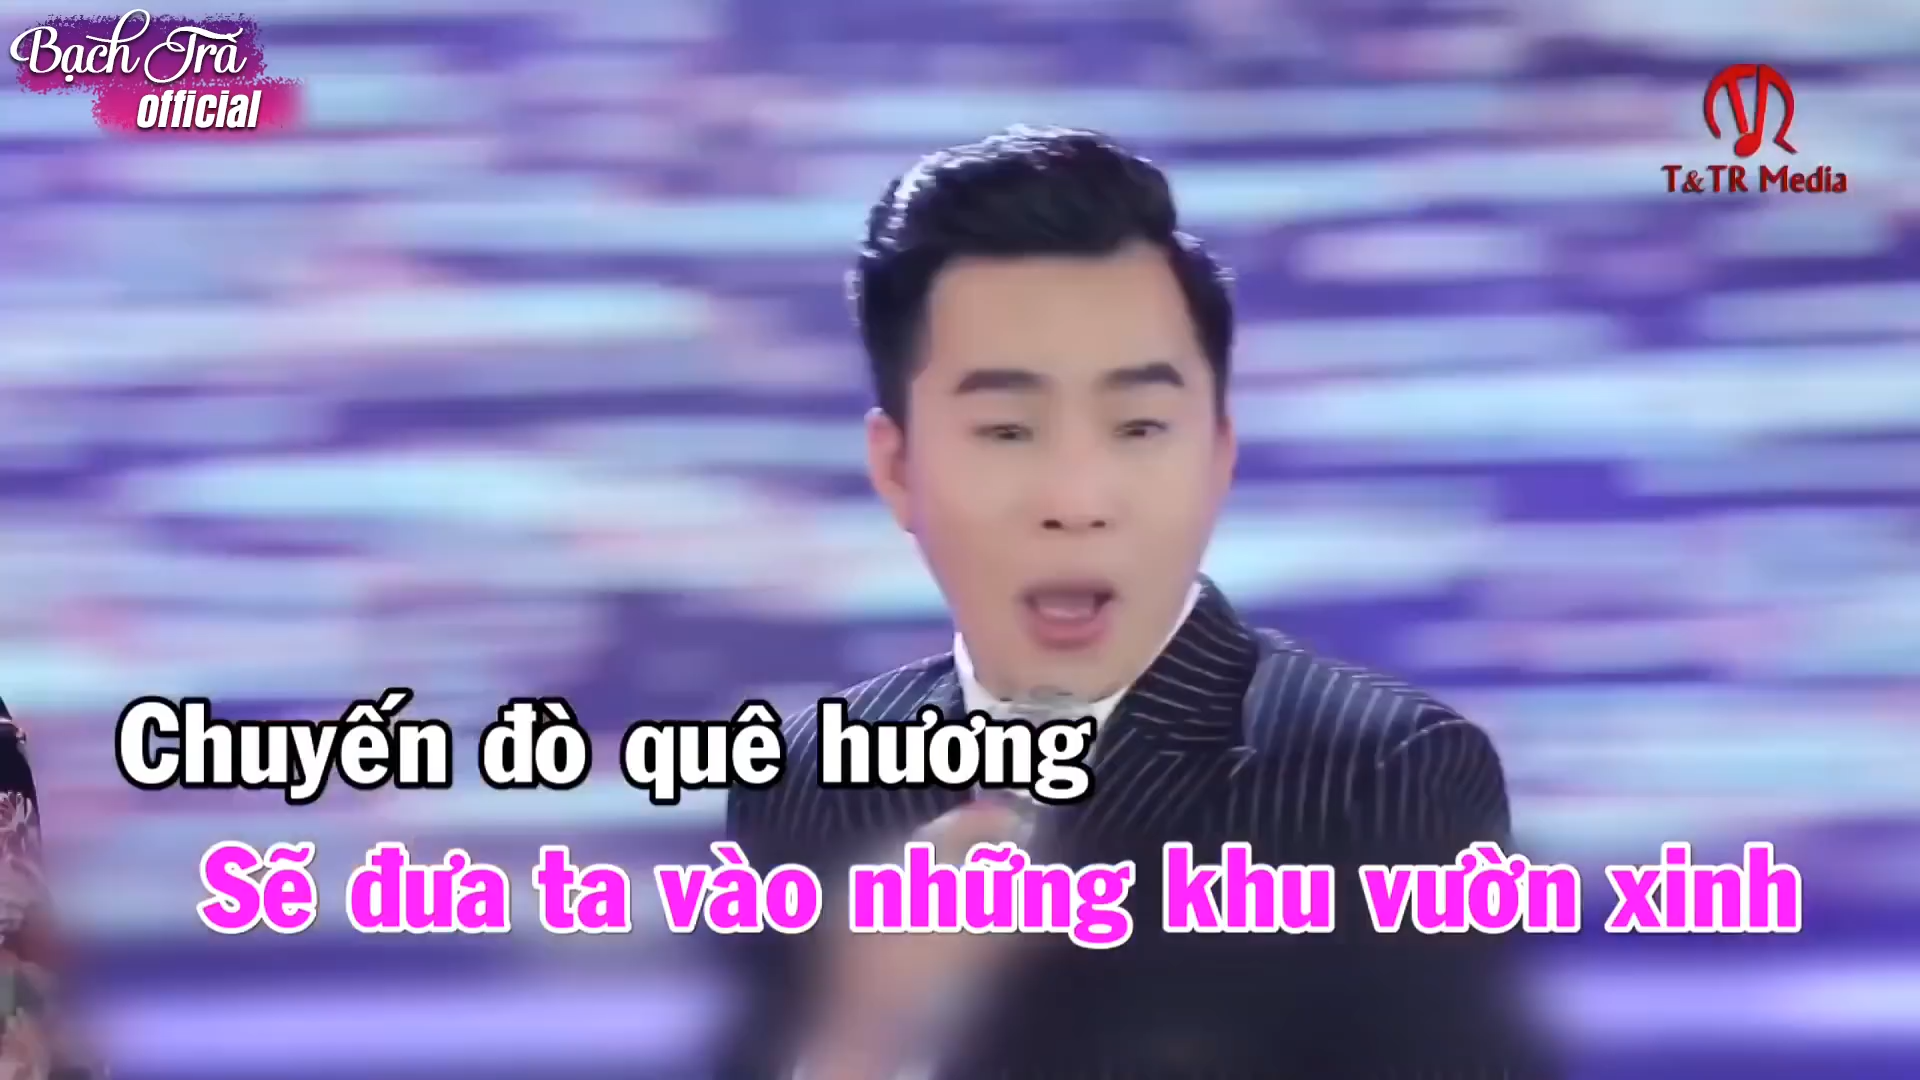 Bạch Trà
official
T&TR Media
Chuyến đò quê hương
Sẽ đưa ta vào những khu vườn xinh